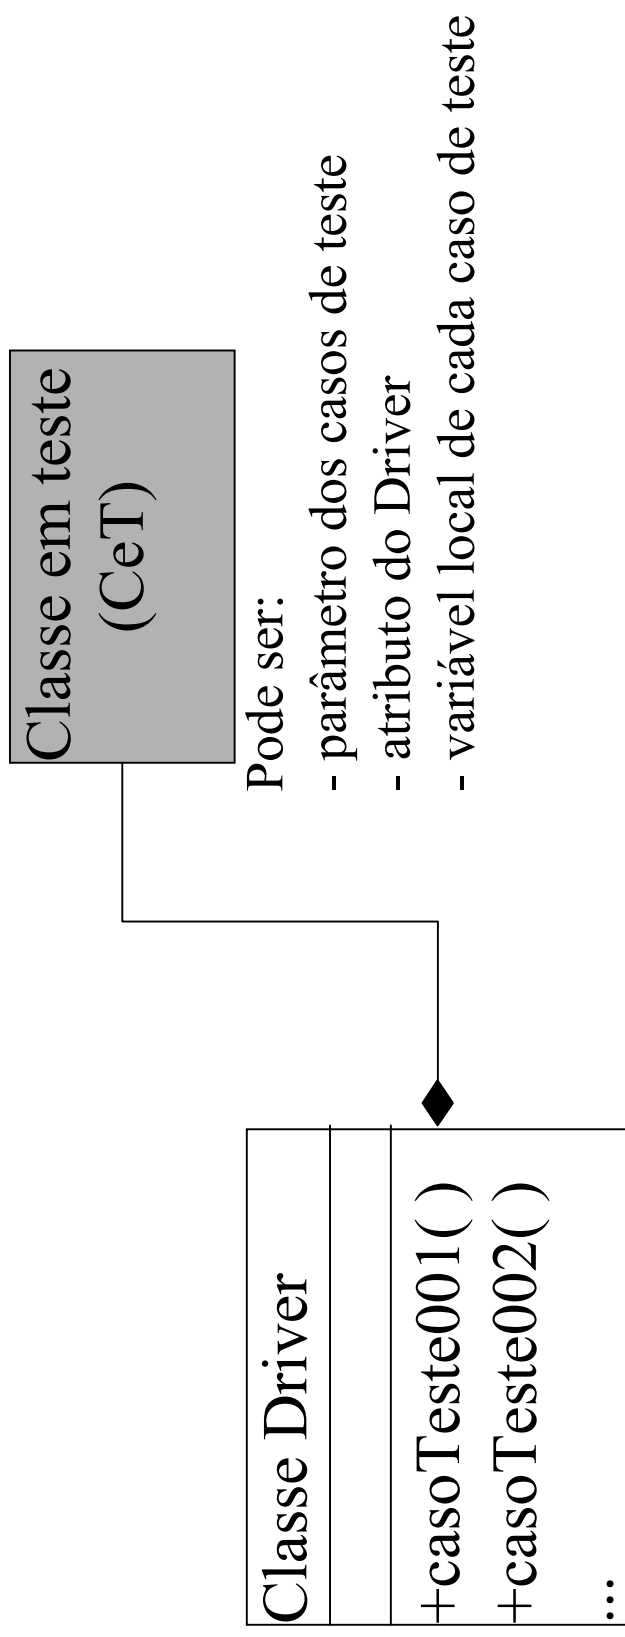 Classe em teste
(CeT)
Pode ser:
- parâmetro dos casos de teste
- atributo do Driver
- variável local de cada caso de teste
Classe Driver
+casoTeste001( )
+casoTeste002( )
...